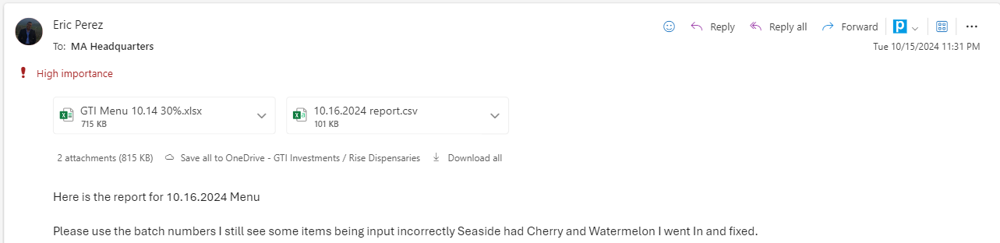 Eric Perez
Reply
Reply all
Forward
To: MA Headquarters
Tue 10/15/2024 11:31 PM
High importance
GTI Menu 10.14 30%.xlsx
715 KB
10.16.2024 report.csv
101 KB
2 attachments (815 KB)
Save all to OneDrive - GTI Investments / Rise Dispensaries
Download all
Here is the report for 10.16.2024 Menu
Please use the batch numbers I still see some items being input incorrectly Seaside had Cherry and Watermelon I went In and fixed.